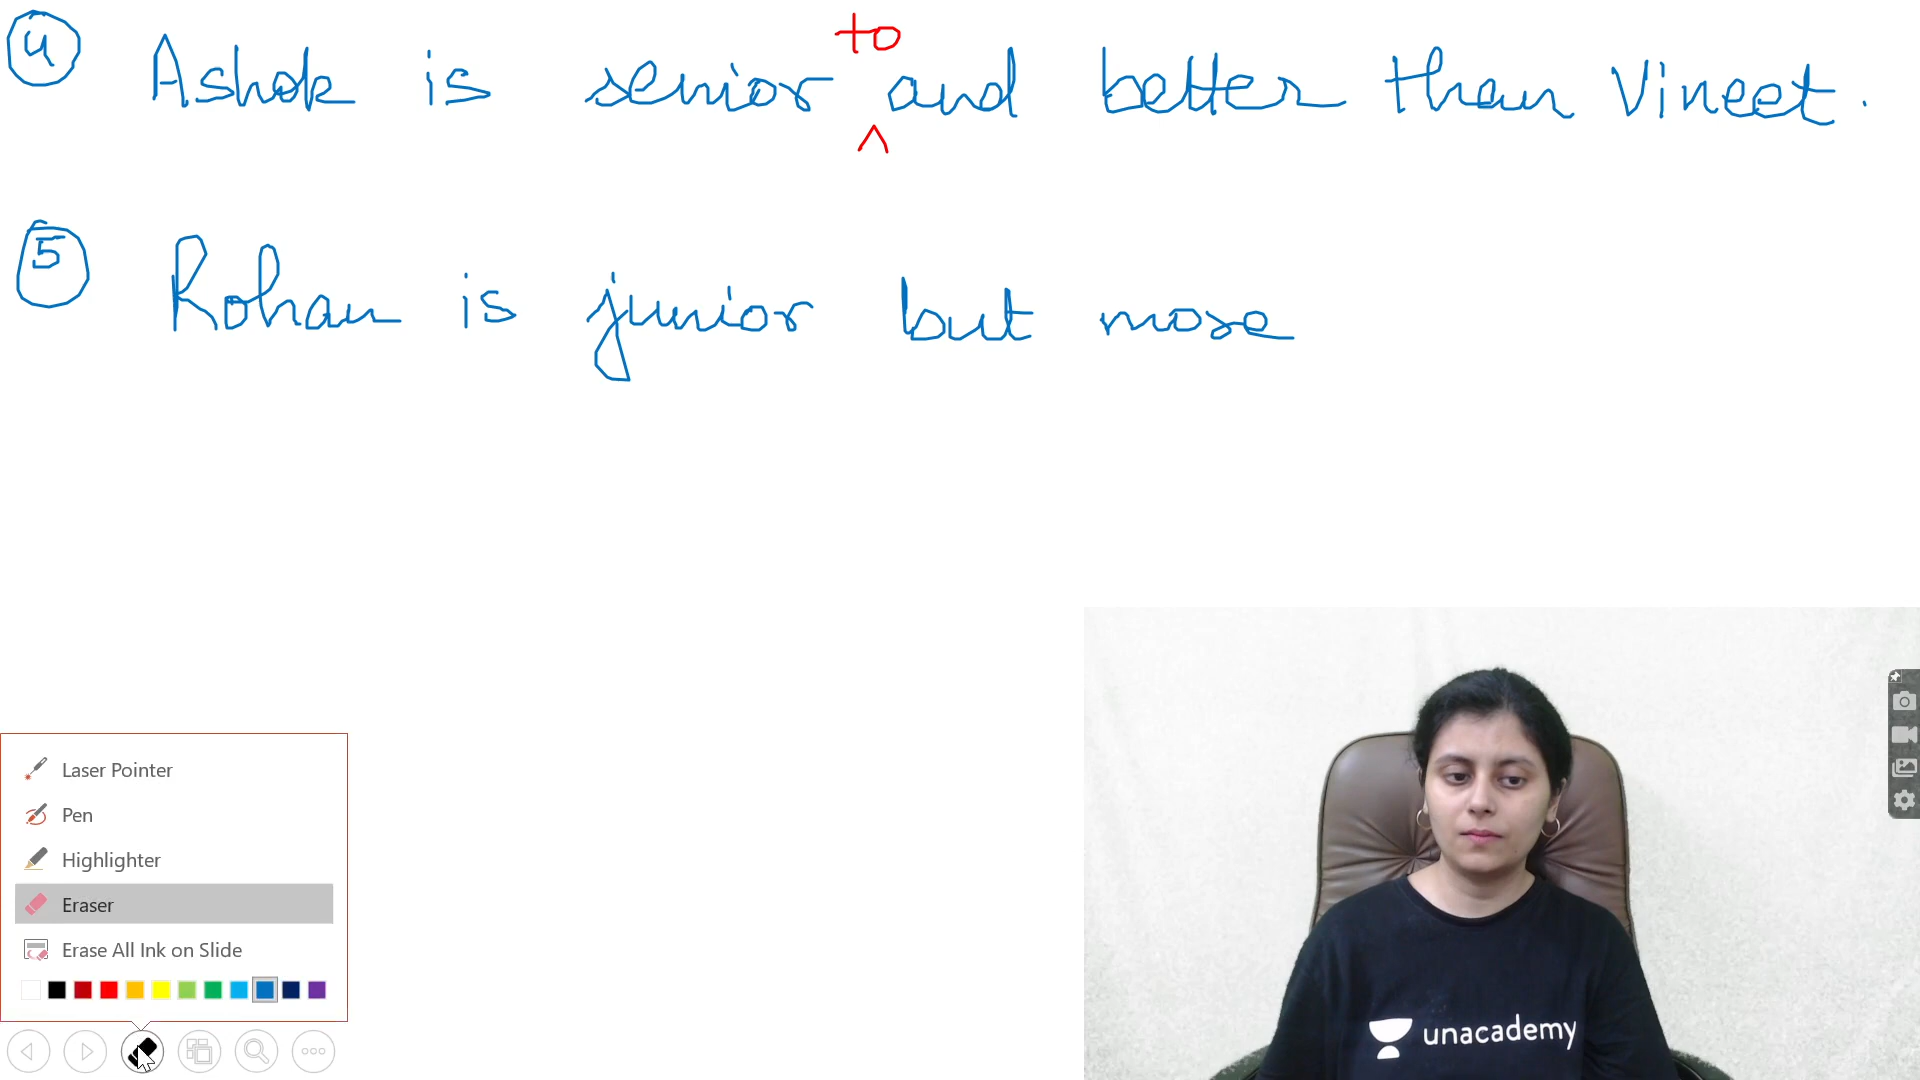 to
4 Ashok is senior ^ and better than Vineet.
5 Rohan is junior but more
Laser Pointer
Pen
Highlighter
Eraser
Erase All Ink on Slide
unacademy